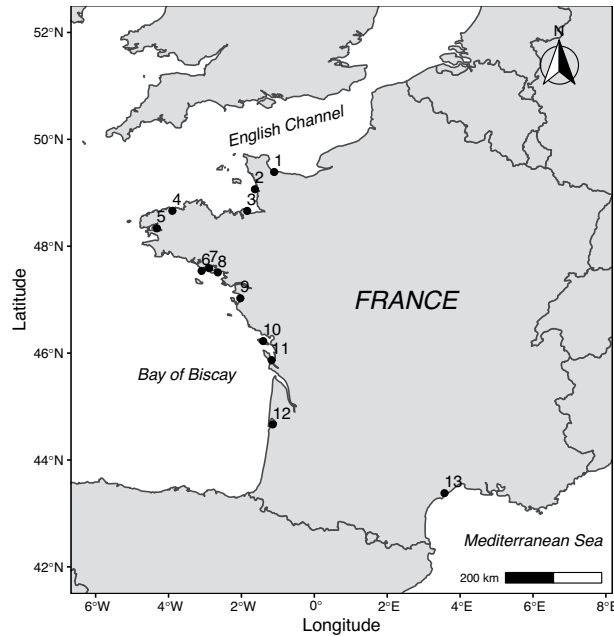 52°N
N
50°N
English Channel
1
2
3
4
5
48°N
6
7
8
9
Latitude
FRANCE
10
46°N
11
Bay of Biscay
12
44°N
13
Mediterranean Sea
42°N
200 km
6°W
4°W
2°W
0°
2°E
4°E
6°E
8°E
Longitude